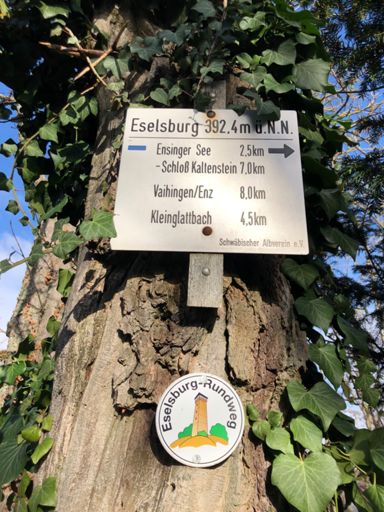 Eselsburg 392.4m ü.N.N.
Ensinger See 2,5km
-Schloß Kaltenstein 7,0km
Vaihingen/Enz 8,0km
Kleinglattbach 4,5km
Schwäbischer Albverein e.V.
Eselsburg-Rundweg